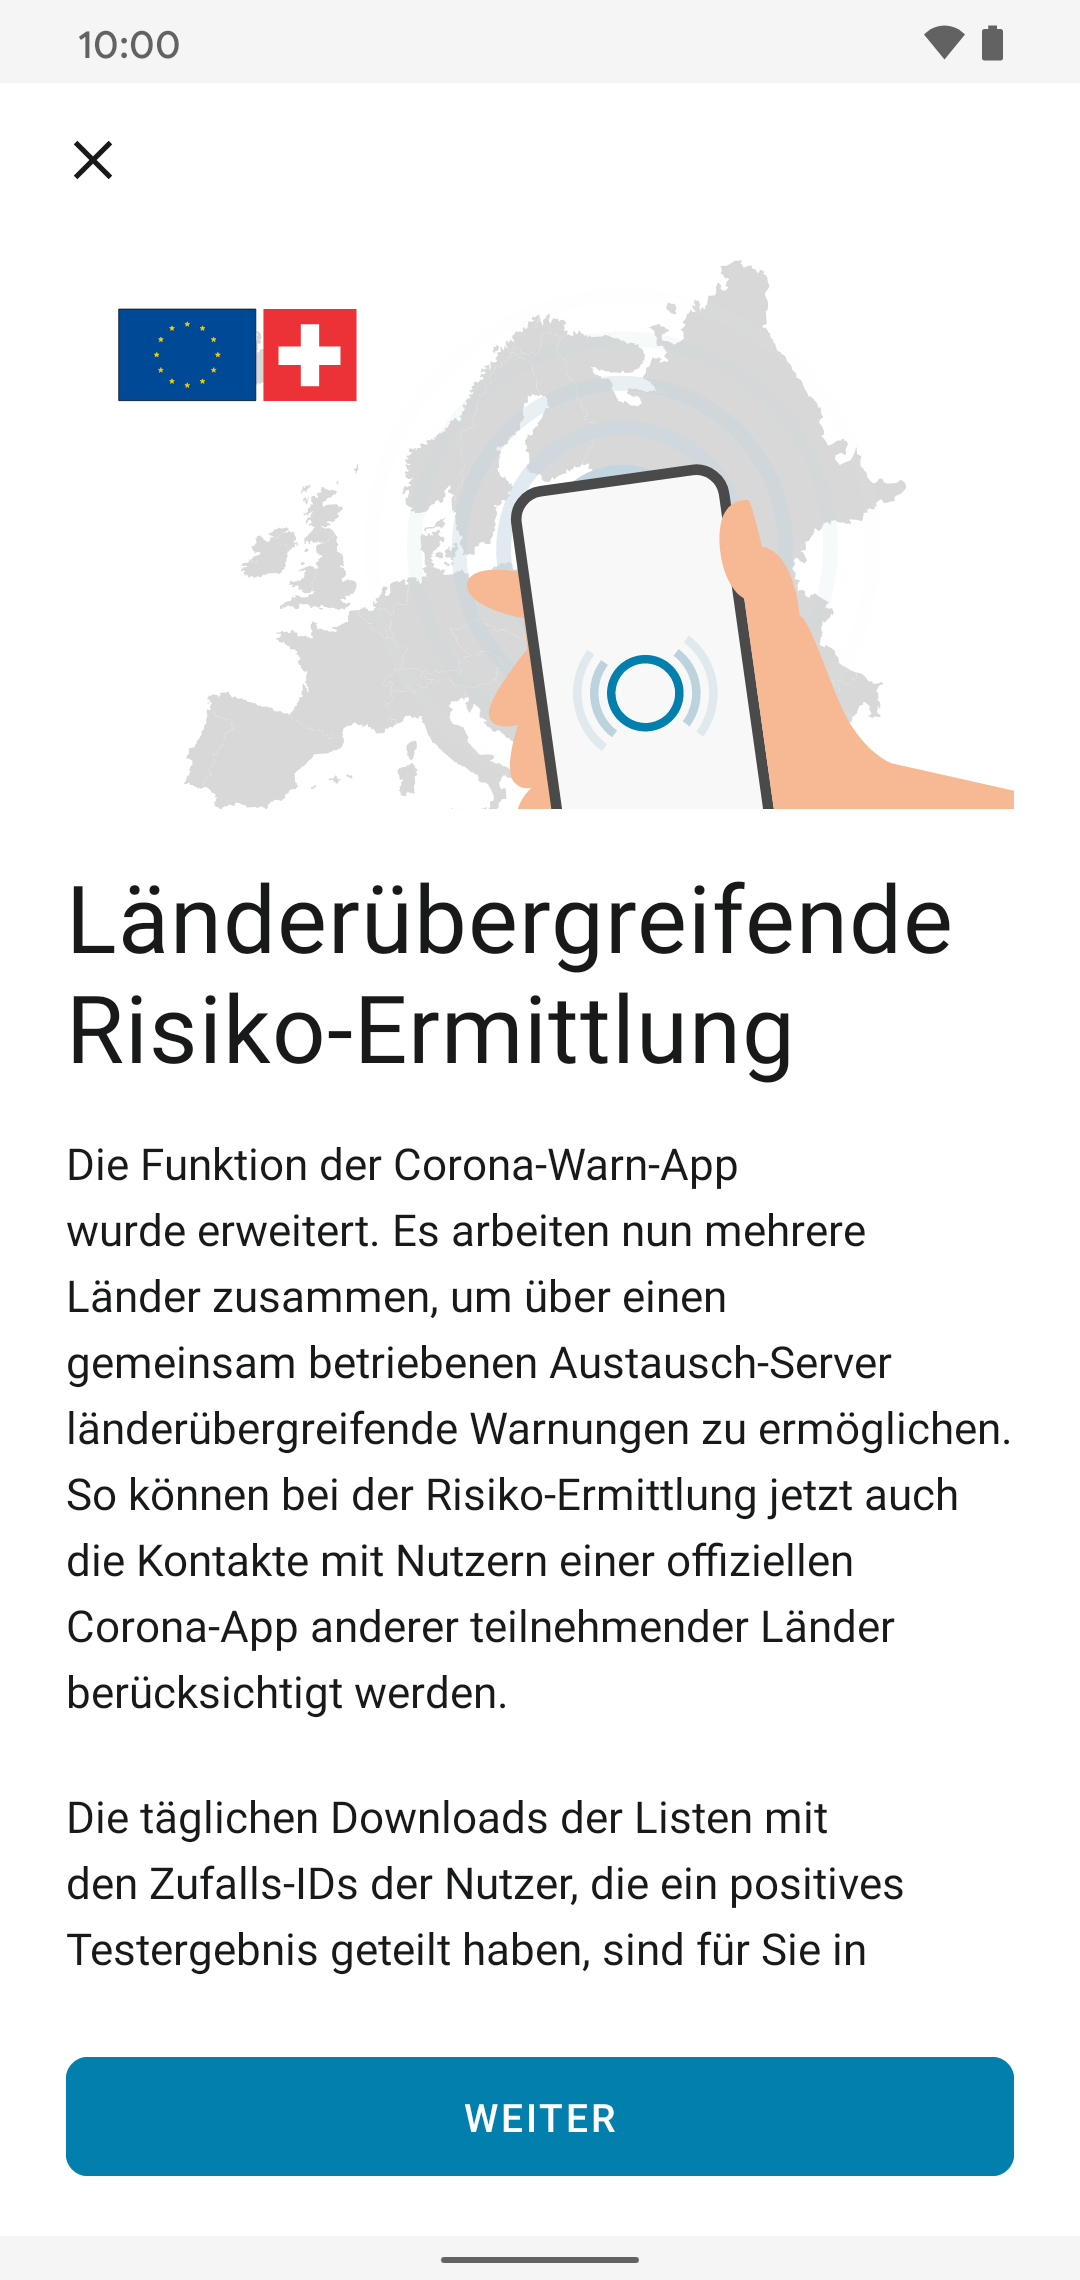 10:00
Länderübergreifende
Risiko-Ermittlung
Die Funktion der Corona-Warn-App
wurde erweitert. Es arbeiten nun mehrere
Länder zusammen, um über einen
gemeinsam betriebenen Austausch-Server
länderübergreifende Warnungen zu ermöglichen.
So können bei der Risiko-Ermittlung jetzt auch
die Kontakte mit Nutzern einer offiziellen
Corona-App anderer teilnehmender Länder
berücksichtigt werden.
Die täglichen Downloads der Listen mit
den Zufalls-IDs der Nutzer, die ein positives
Testergebnis geteilt haben, sind für Sie in
WEITER